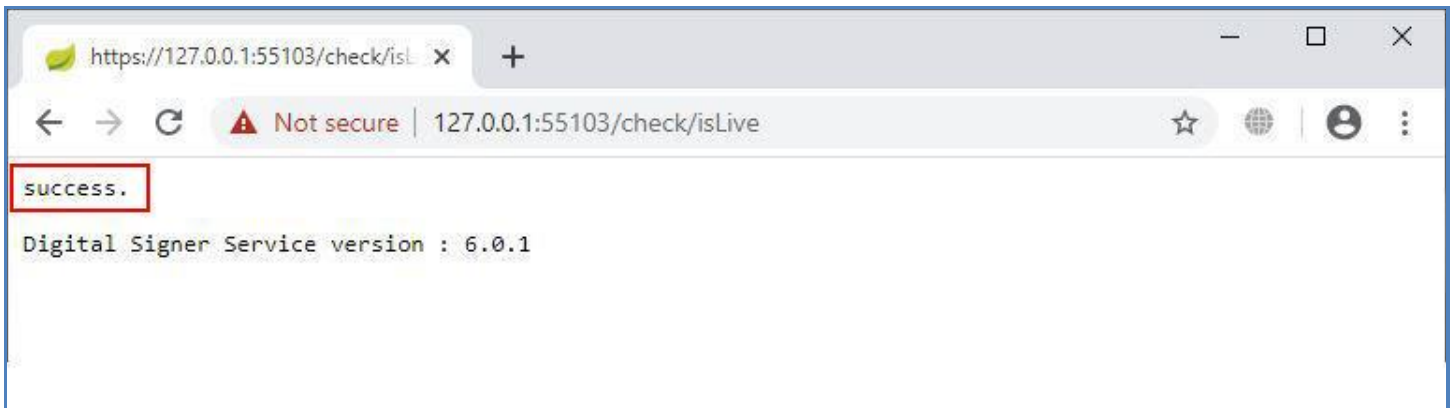 https://127.0.0.1:55103/check/isL
Not secure | 127.0.0.1:55103/check/isLive
success.
Digital Signer Service version : 6.0.1